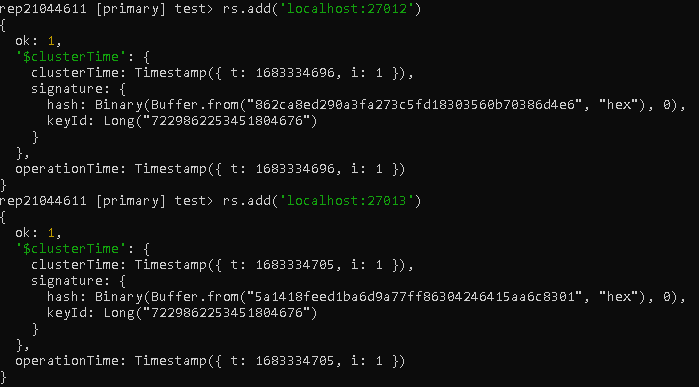 rep21044611 [primary] test> rs.add('localhost:27012')
{
  ok: 1,
  '$clusterTime': {
    clusterTime: Timestamp({ t: 1683334696, i: 1 }),
    signature: {
      hash: Binary(Buffer.from("862ca8ed290a3fa273c5fd18303560b70386d4e6", "hex"), 0),
      keyId: Long("7229862253451804676")
    }
  },
  operationTime: Timestamp({ t: 1683334696, i: 1 })
}
rep21044611 [primary] test> rs.add('localhost:27013')
{
  ok: 1,
  '$clusterTime': {
    clusterTime: Timestamp({ t: 1683334705, i: 1 }),
    signature: {
      hash: Binary(Buffer.from("5a1418feed1ba6d9a77ff86304246415aa6c8301", "hex"), 0),
      keyId: Long("7229862253451804676")
    }
  },
  operationTime: Timestamp({ t: 1683334705, i: 1 })
}